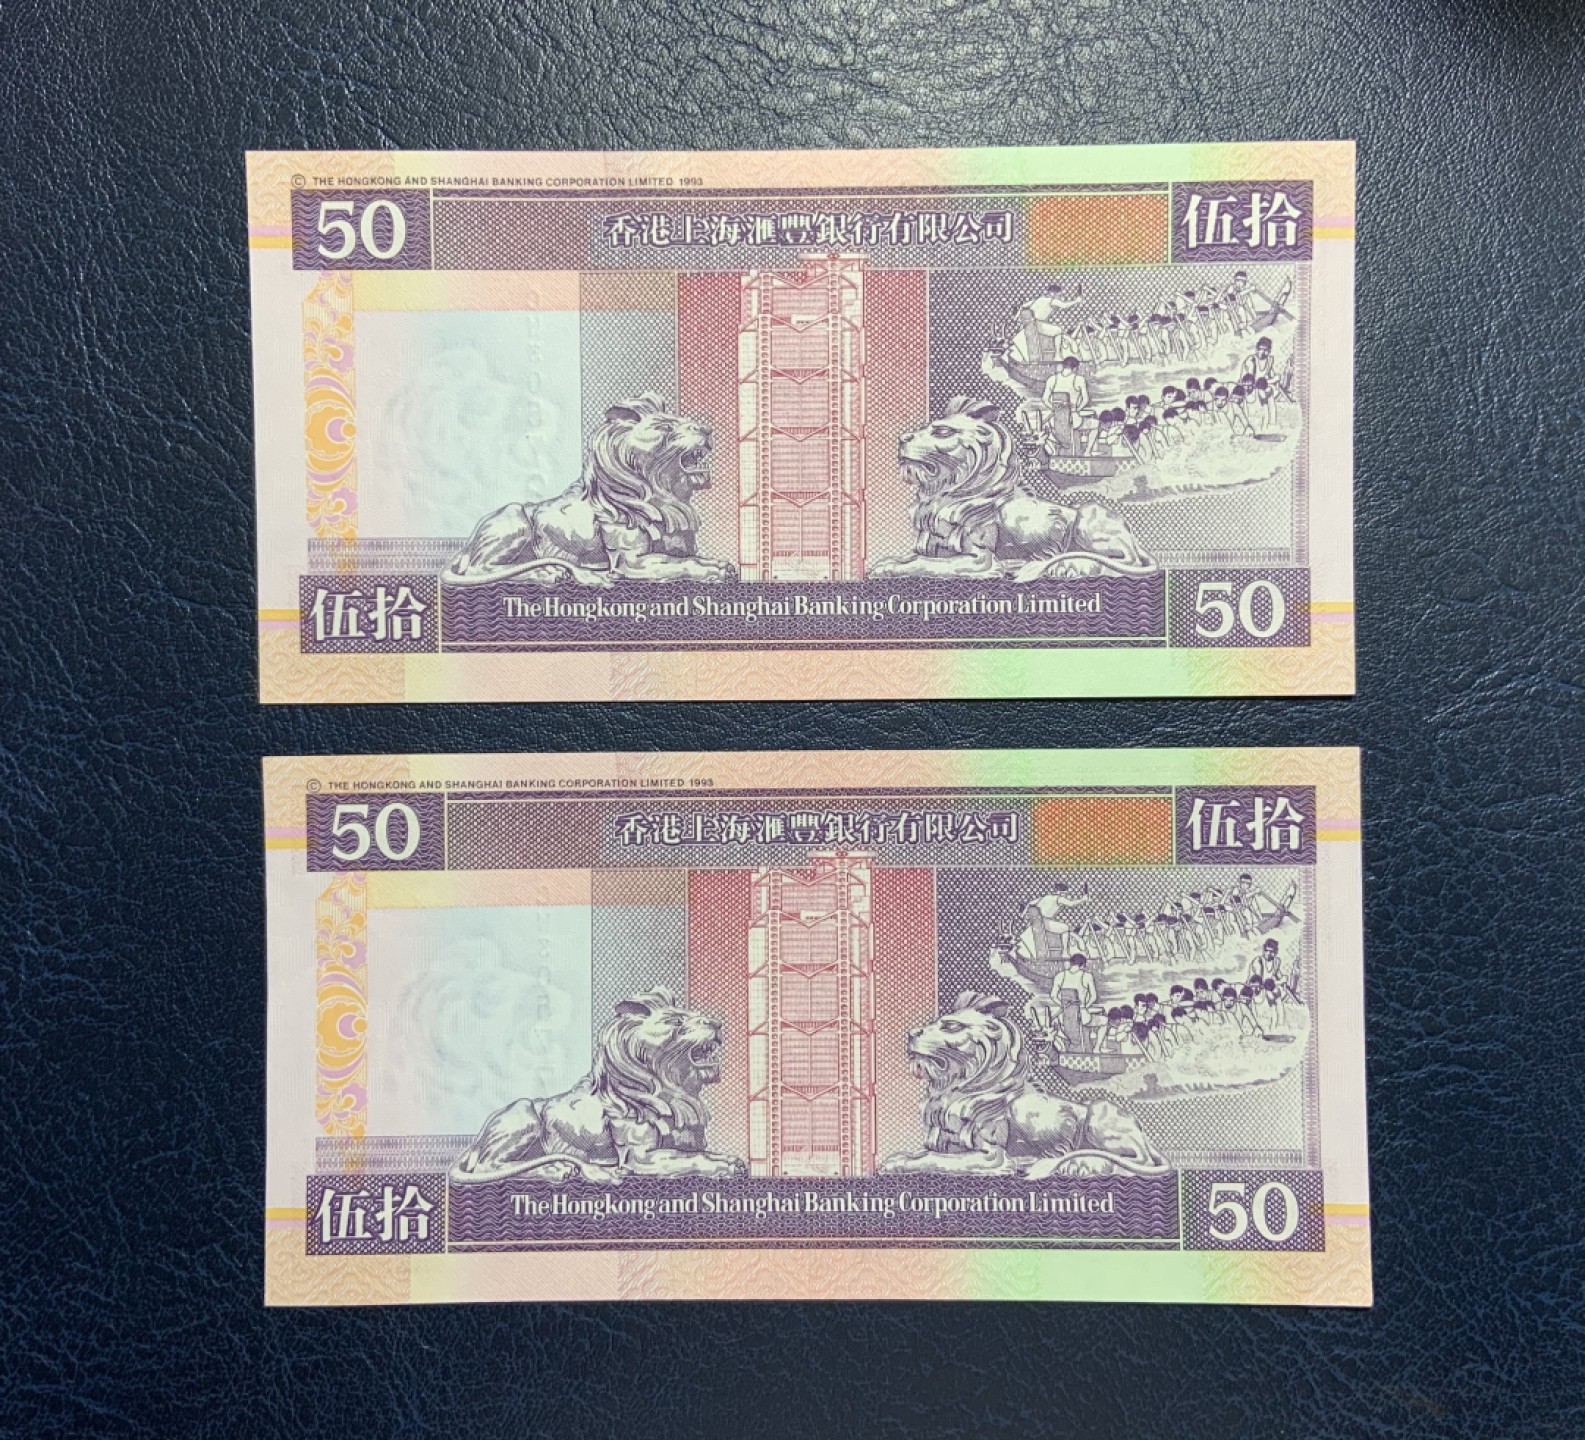 © THE HONGKONG AND SHANGHAI BANKING CORPORATION LIMITED 1993
50 香港上海滙豐銀行有限公司 伍拾
伍拾 The Hongkong and Shanghai Banking Corporation Limited 50
© THE HONGKONG AND SHANGHAI BANKING CORPORATION LIMITED 1993
50 香港上海滙豐銀行有限公司 伍拾
伍拾 The Hongkong and Shanghai Banking Corporation Limited 50